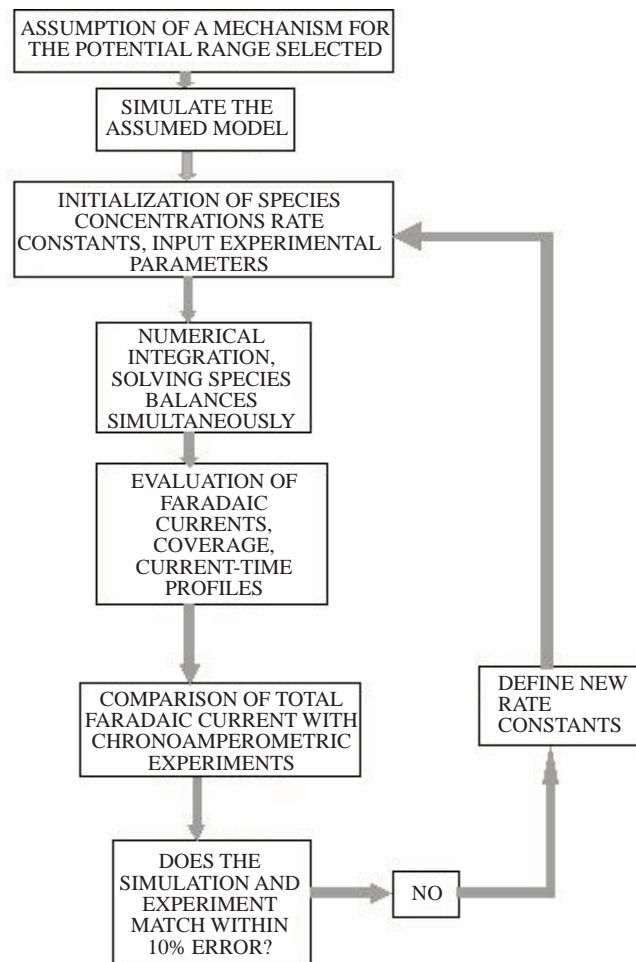 ASSUMPTION OF A MECHANISM FOR
THE POTENTIAL RANGE SELECTED
SIMULATE THE
ASSUMED MODEL
INITIALIZATION OF SPECIES
CONCENTRATIONS RATE
CONSTANTS, INPUT EXPERIMENTAL
PARAMETERS
NUMERICAL
INTEGRATION,
SOLVING SPECIES
BALANCES
SIMULTANEOUSLY
EVALUATION OF
FARADAIC
CURRENTS,
COVERAGE,
CURRENT-TIME
PROFILES
COMPARISON OF TOTAL
FARADAIC CURRENT WITH
CHRONOAMPEROMETRIC
EXPERIMENTS
DOES THE
SIMULATION AND
EXPERIMENT
MATCH WITHIN
10% ERROR?
NO
DEFINE NEW
RATE
CONSTANTS